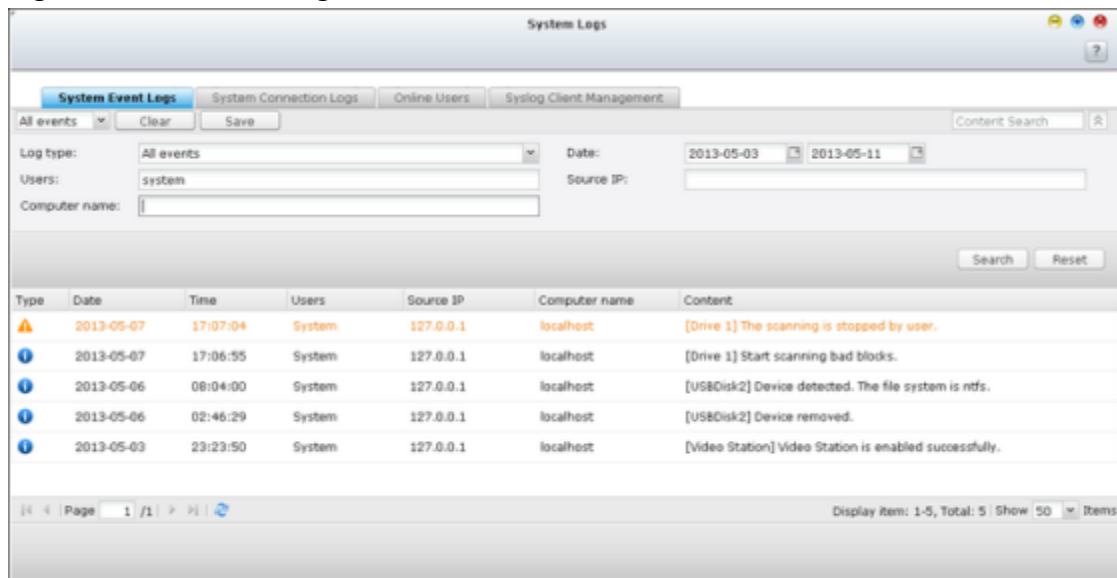 System Logs
?
System Event Logs System Connection Logs Online Users Syslog Client Management
All events Clear Save Content Search
Log type: All events Date: 2013-05-03 2013-05-11
Users: system Source IP:
Computer name:
Search Reset
Type Date Time Users Source IP Computer name Content
2013-05-07 17:07:04 System 127.0.0.1 localhost [Drive 1] The scanning is stopped by user.
2013-05-07 17:06:55 System 127.0.0.1 localhost [Drive 1] Start scanning bad blocks.
2013-05-06 08:04:00 System 127.0.0.1 localhost [USBDisk2] Device detected. The file system is ntfs.
2013-05-06 02:46:29 System 127.0.0.1 localhost [USBDisk2] Device removed.
2013-05-03 23:23:50 System 127.0.0.1 localhost [Video Station] Video Station is enabled successfully.
Page 1 /1 Display item: 1-5, Total: 5 Show 50 Items